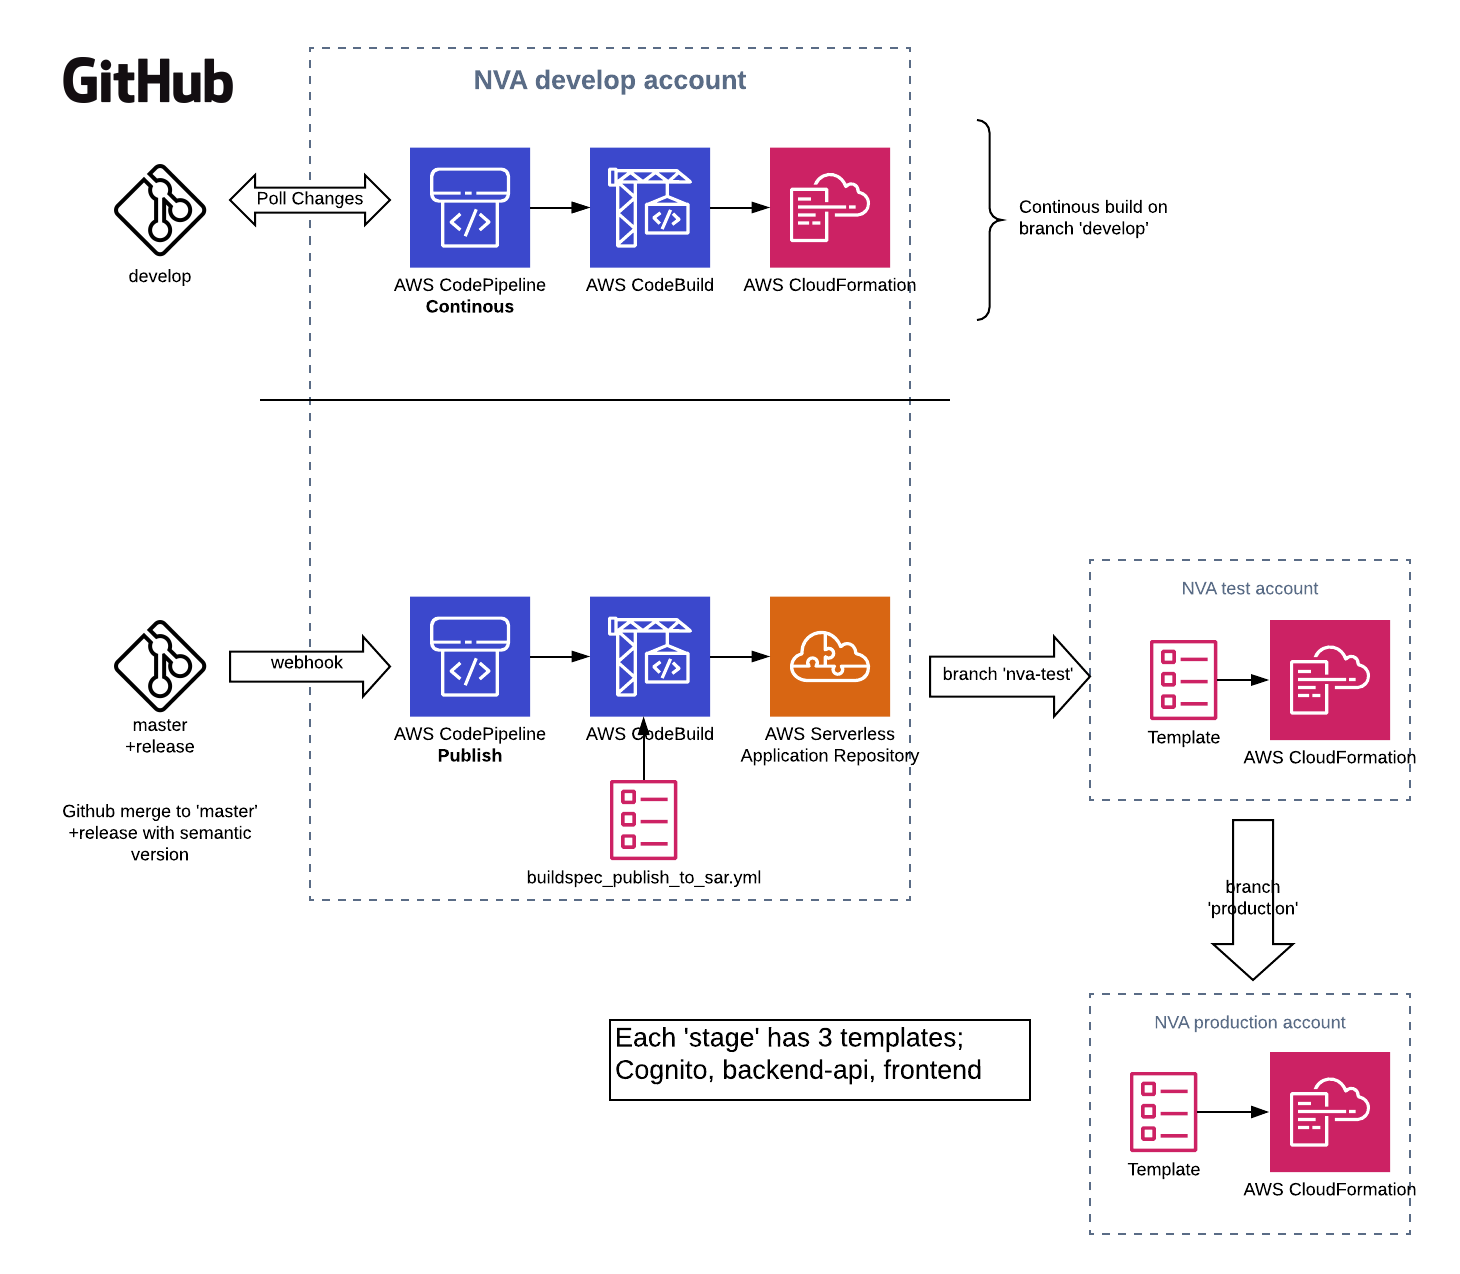 GitHub
NVA develop account
Poll Changes
develop
AWS CodePipeline
Continous
AWS CodeBuild
AWS CloudFormation
Continous build on
branch 'develop'
webhook
master
+release
Github merge to 'master'
+release with semantic
version
AWS CodePipeline
Publish
AWS CodeBuild
AWS Serverless
Application Repository
buildspec_publish_to_sar.yml
branch 'nva-test'
NVA test account
Template
AWS CloudFormation
branch
'production'
Each 'stage' has 3 templates;
Cognito, backend-api, frontend
NVA production account
Template
AWS CloudFormation